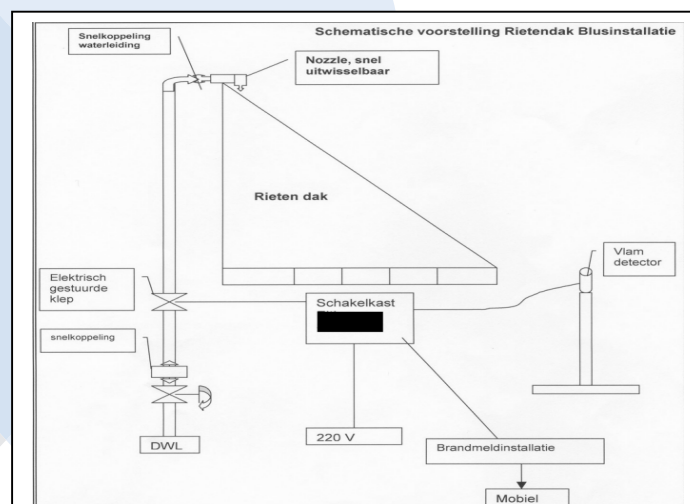 Schematische voorstelling Rietendak Blusinstallatie
Snelkoppeling
waterleiding
Nozzle, snel
uitwisselbaar
Rieten dak
Vlam
detector
Elektrisch
gestuurde
klep
Schakelkast
snelkoppeling
DWL
220 V
Brandmeldinstallatie
Mobiel